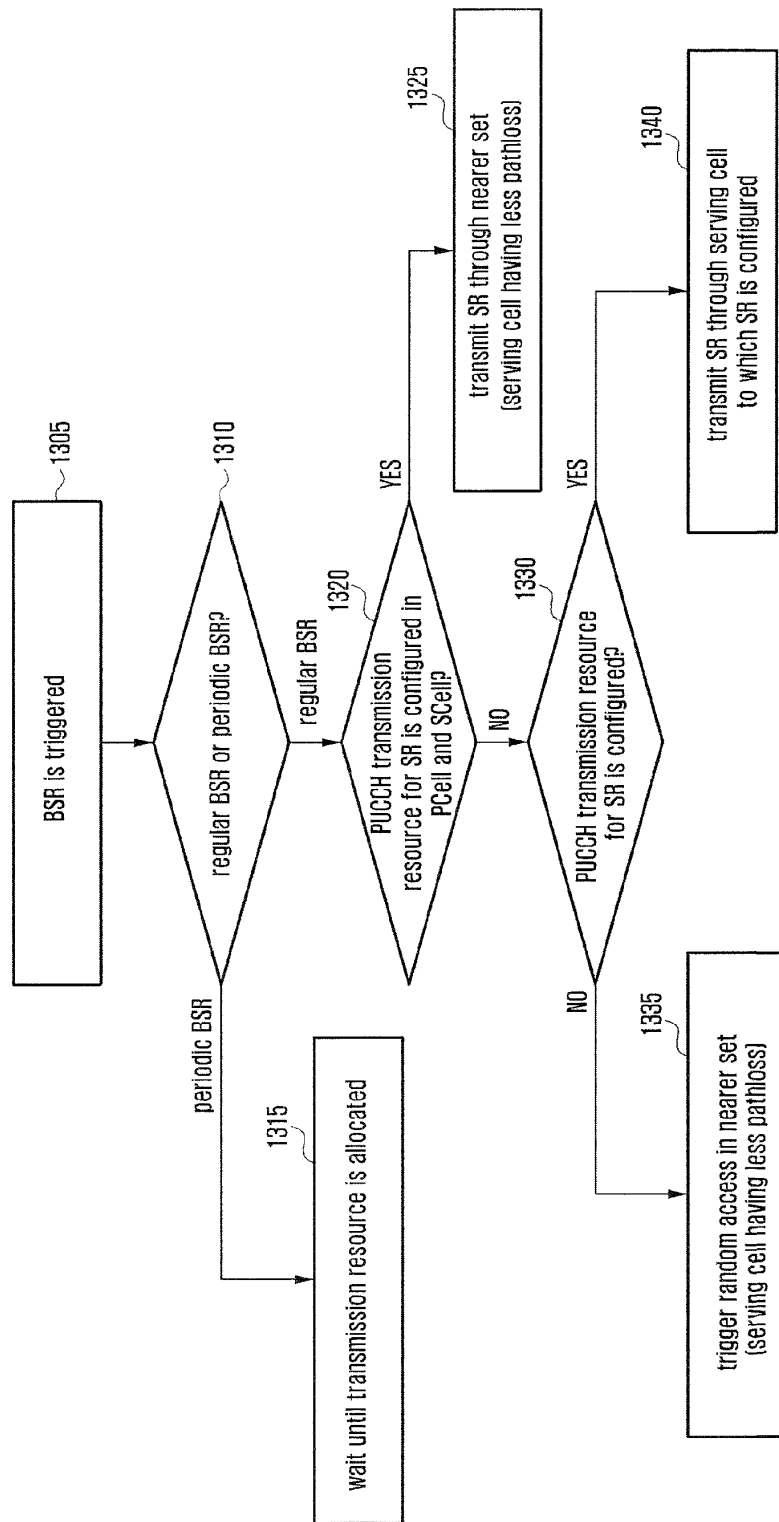 1305
BSR is triggered
1310
regular BSR or periodic BSR?
periodic BSR
regular BSR
1315
wait until transmission resource is allocated
1320
PUCCH transmission
resource for SR is configured in
PCell and SCell?
YES
1325
transmit SR through nearer set
(serving cell having less pathloss)
NO
1330
PUCCH transmission resource
for SR is configured?
NO
YES
1335
trigger random access in nearer set
(serving cell having less pathloss)
1340
transmit SR through serving cell
to which SR is configured